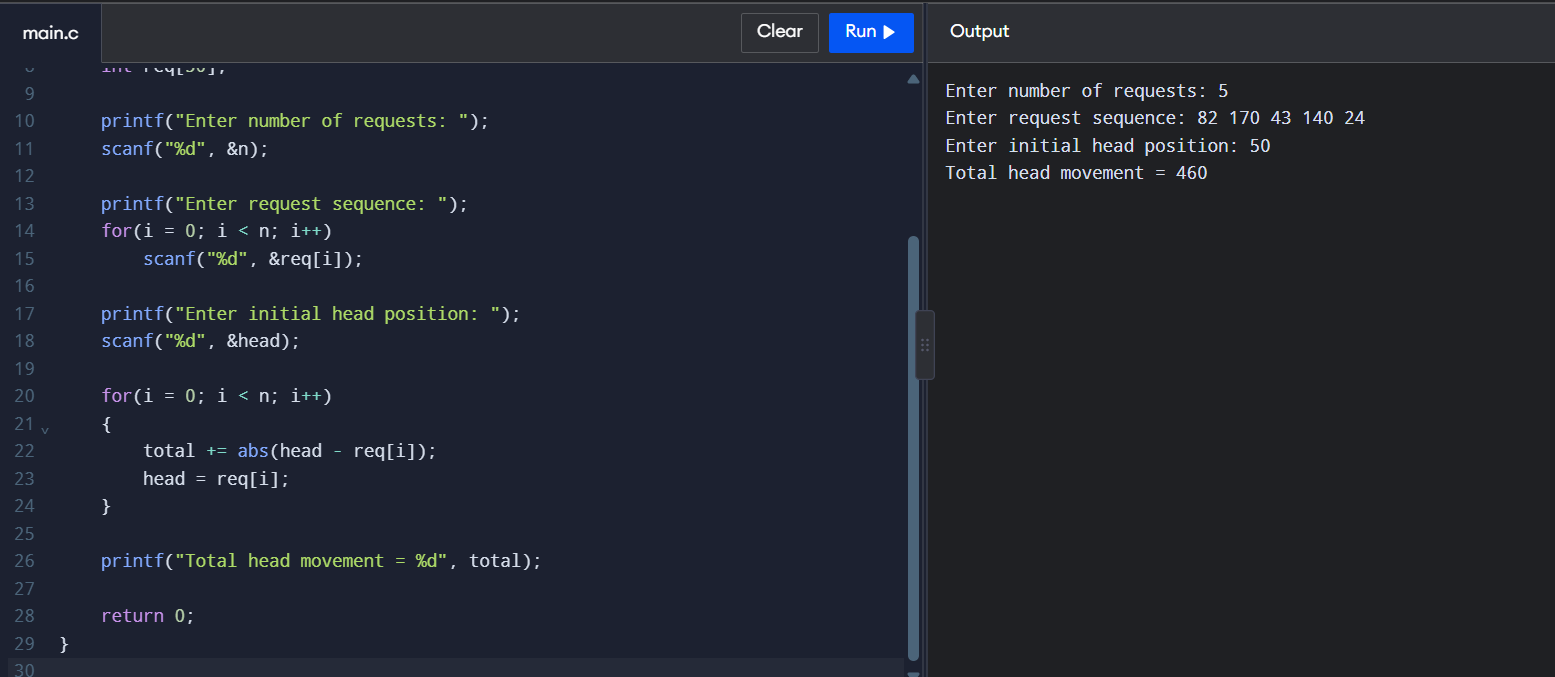 main.c
Clear
Run
8 int req[50];
9
10 printf("Enter number of requests: ");
11 scanf("%d", &n);
12
13 printf("Enter request sequence: ");
14 for(i = 0; i < n; i++)
15 scanf("%d", &req[i]);
16
17 printf("Enter initial head position: ");
18 scanf("%d", &head);
19
20 for(i = 0; i < n; i++)
21 {
22 total += abs(head - req[i]);
23 head = req[i];
24 }
25
26 printf("Total head movement = %d", total);
27
28 return 0;
29 }
30
Output
Enter number of requests: 5
Enter request sequence: 82 170 43 140 24
Enter initial head position: 50
Total head movement = 460